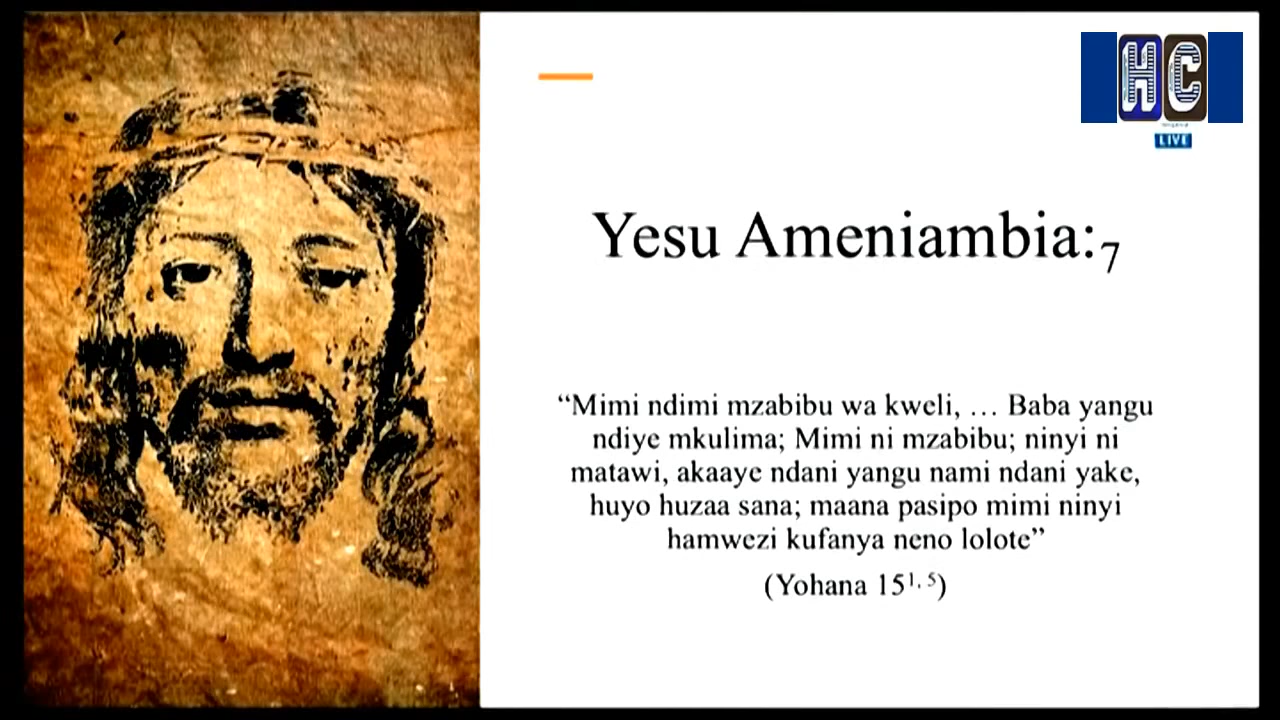 HC
LIVE
Yesu Ameniambia:7
“Mimi ndimi mzabibu wa kweli, … Baba yangu
ndiye mkulima; Mimi ni mzabibu; ninyi ni
matawi, akaaye ndani yangu nami ndani yake,
huyo huzaa sana; maana pasipo mimi ninyi
hamwezi kufanya neno lolote”
(Yohana 15¹, ⁵)